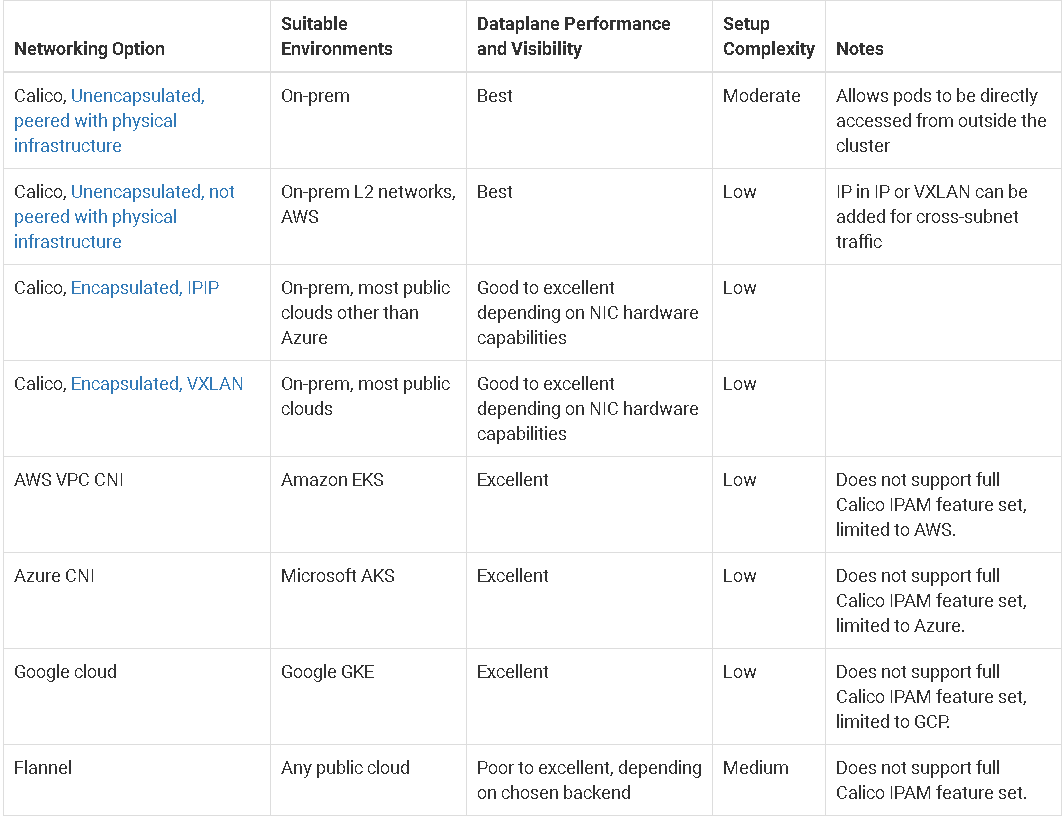 Networking Option
Suitable
Environments
Dataplane Performance
and Visibility
Setup
Complexity
Notes
Calico, Unencapsulated,
peered with physical
infrastructure
On-prem
Best
Moderate
Allows pods to be directly
accessed from outside the
cluster
Calico, Unencapsulated, not
peered with physical
infrastructure
On-prem L2 networks,
AWS
Best
Low
IP in IP or VXLAN can be
added for cross-subnet
traffic
Calico, Encapsulated, IPIP
On-prem, most public
clouds other than
Azure
Good to excellent
depending on NIC hardware
capabilities
Low
Calico, Encapsulated, VXLAN
On-prem, most public
clouds
Good to excellent
depending on NIC hardware
capabilities
Low
AWS VPC CNI
Amazon EKS
Excellent
Low
Does not support full
Calico IPAM feature set,
limited to AWS.
Azure CNI
Microsoft AKS
Excellent
Low
Does not support full
Calico IPAM feature set,
limited to Azure.
Google cloud
Google GKE
Excellent
Low
Does not support full
Calico IPAM feature set,
limited to GCP.
Flannel
Any public cloud
Poor to excellent, depending
on chosen backend
Medium
Does not support full
Calico IPAM feature set.